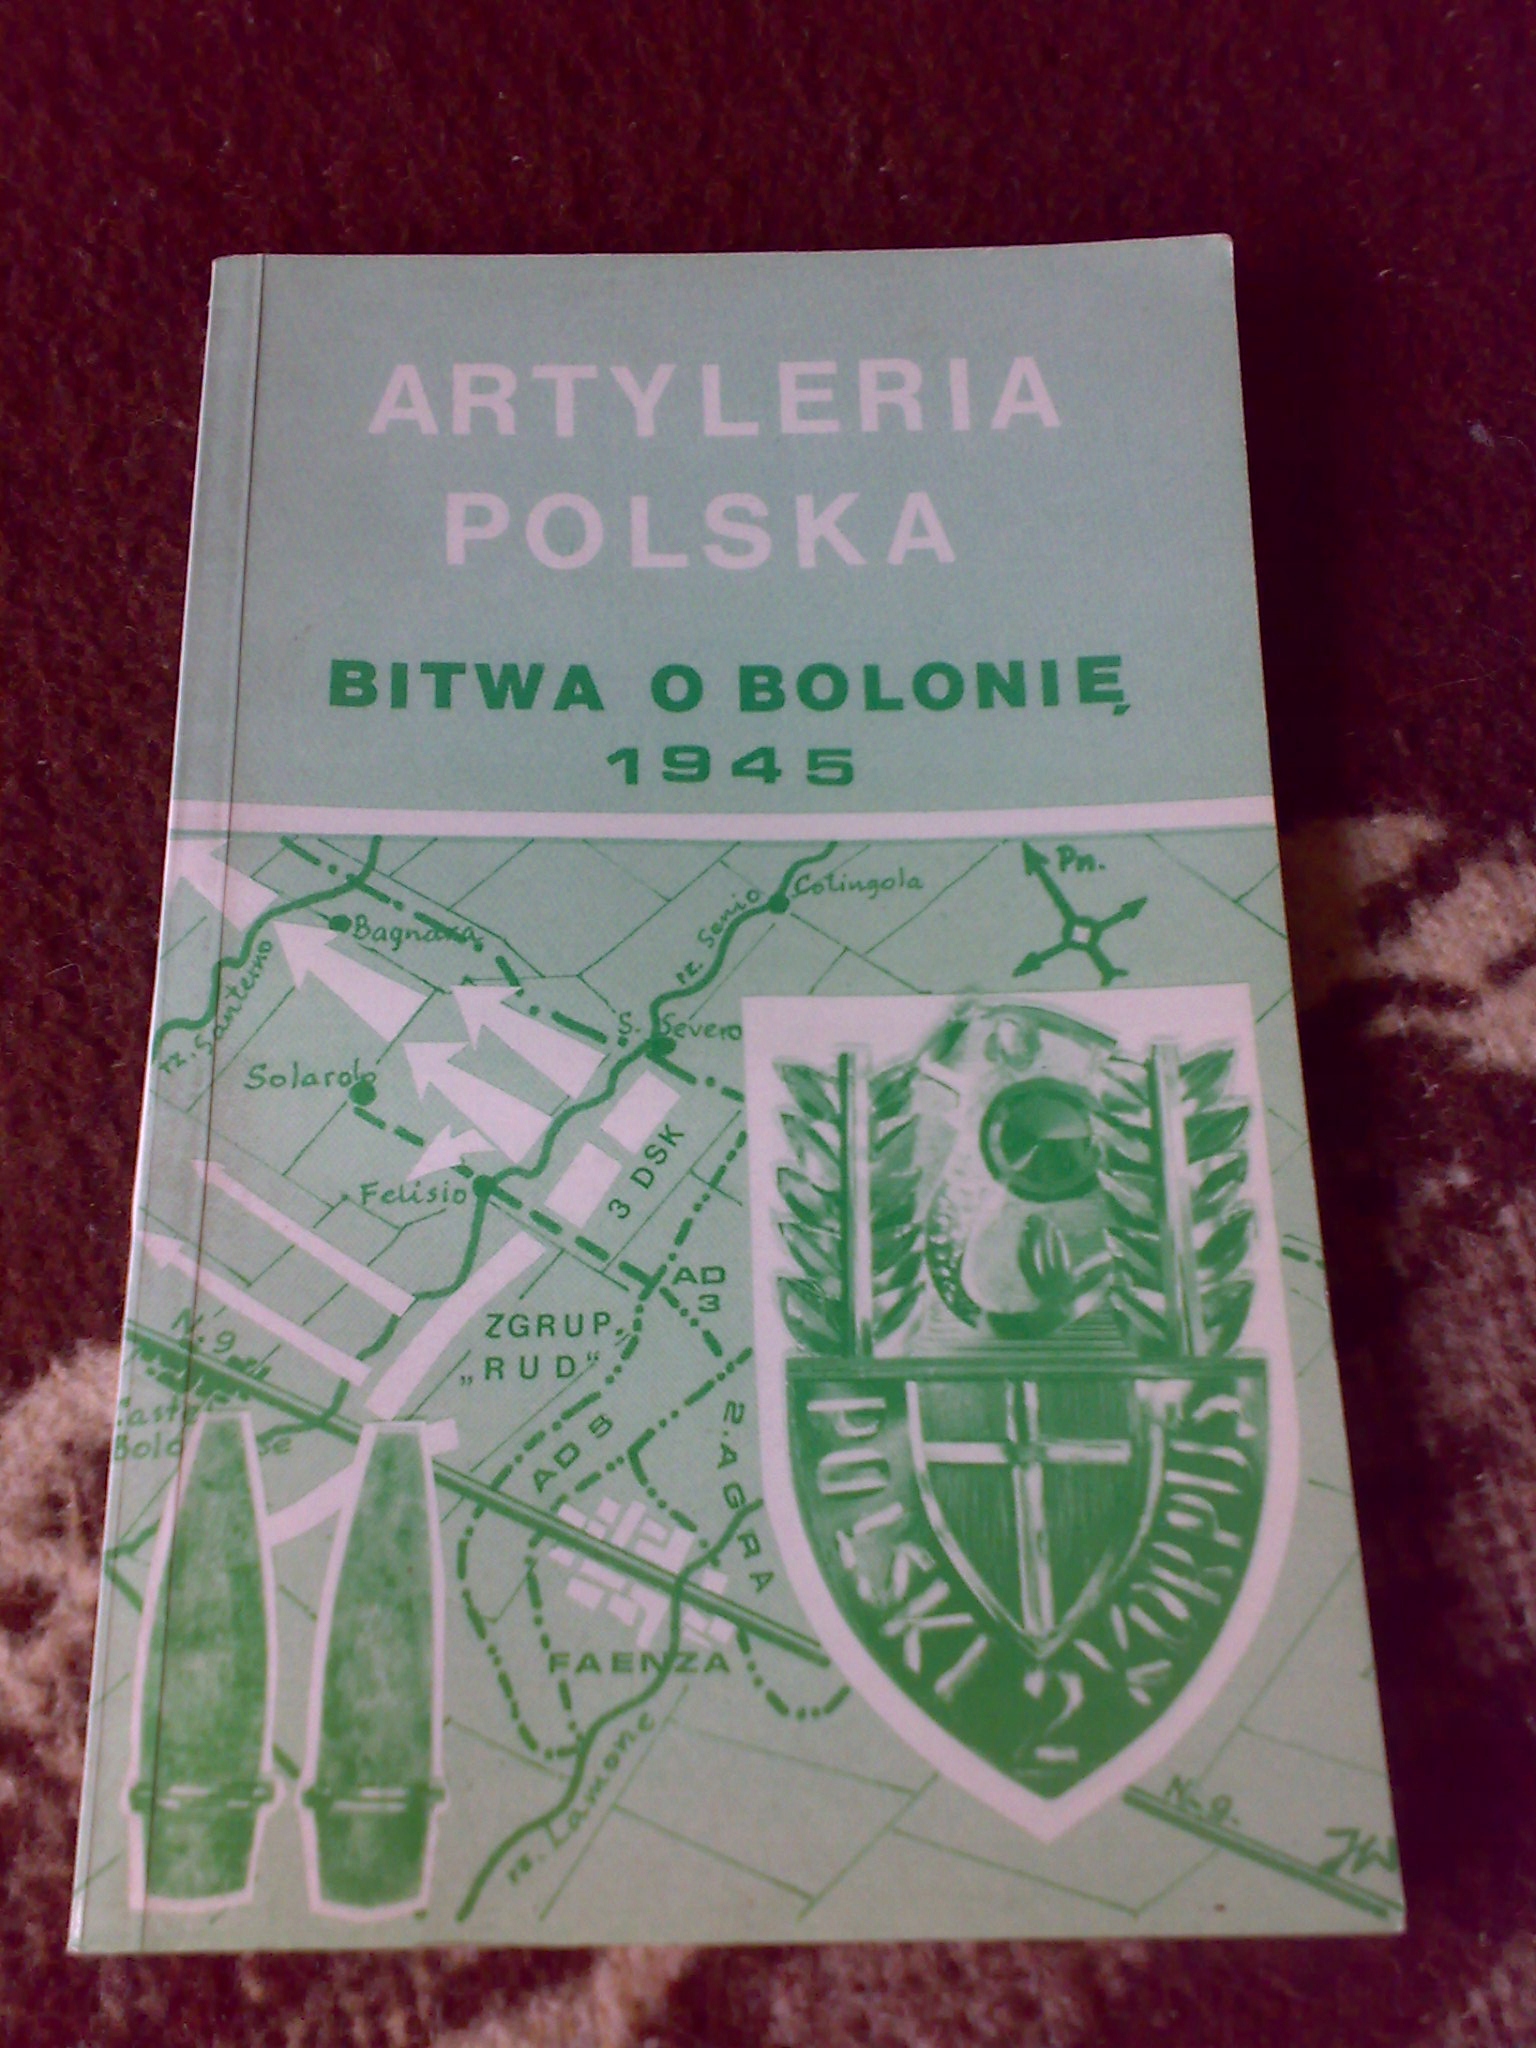 ARTYLERIA
POLSKA
BITWA O BOLONIĘ
1945
Pn.
Cotingola
rz. Senio
Bagnara
rz. Santerno
S. Severo
Solarolo
3 DSK
Felisio
AD
3
N. 9
ZGRUP.
„RUD“
AD 5
2. AGRA
FAENZA
rz. Lamone
POLSKI 2 KORPUS
N. 9.